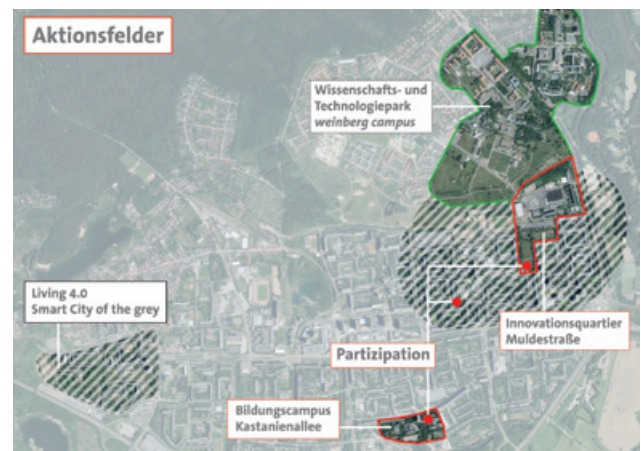 Aktionsfelder
Wissenschafts- und
Technologiepark
weinberg campus
Living 4.0
Smart City of the grey
Innovationsquartier
Muldestraße
Partizipation
Bildungscampus
Kastanienallee